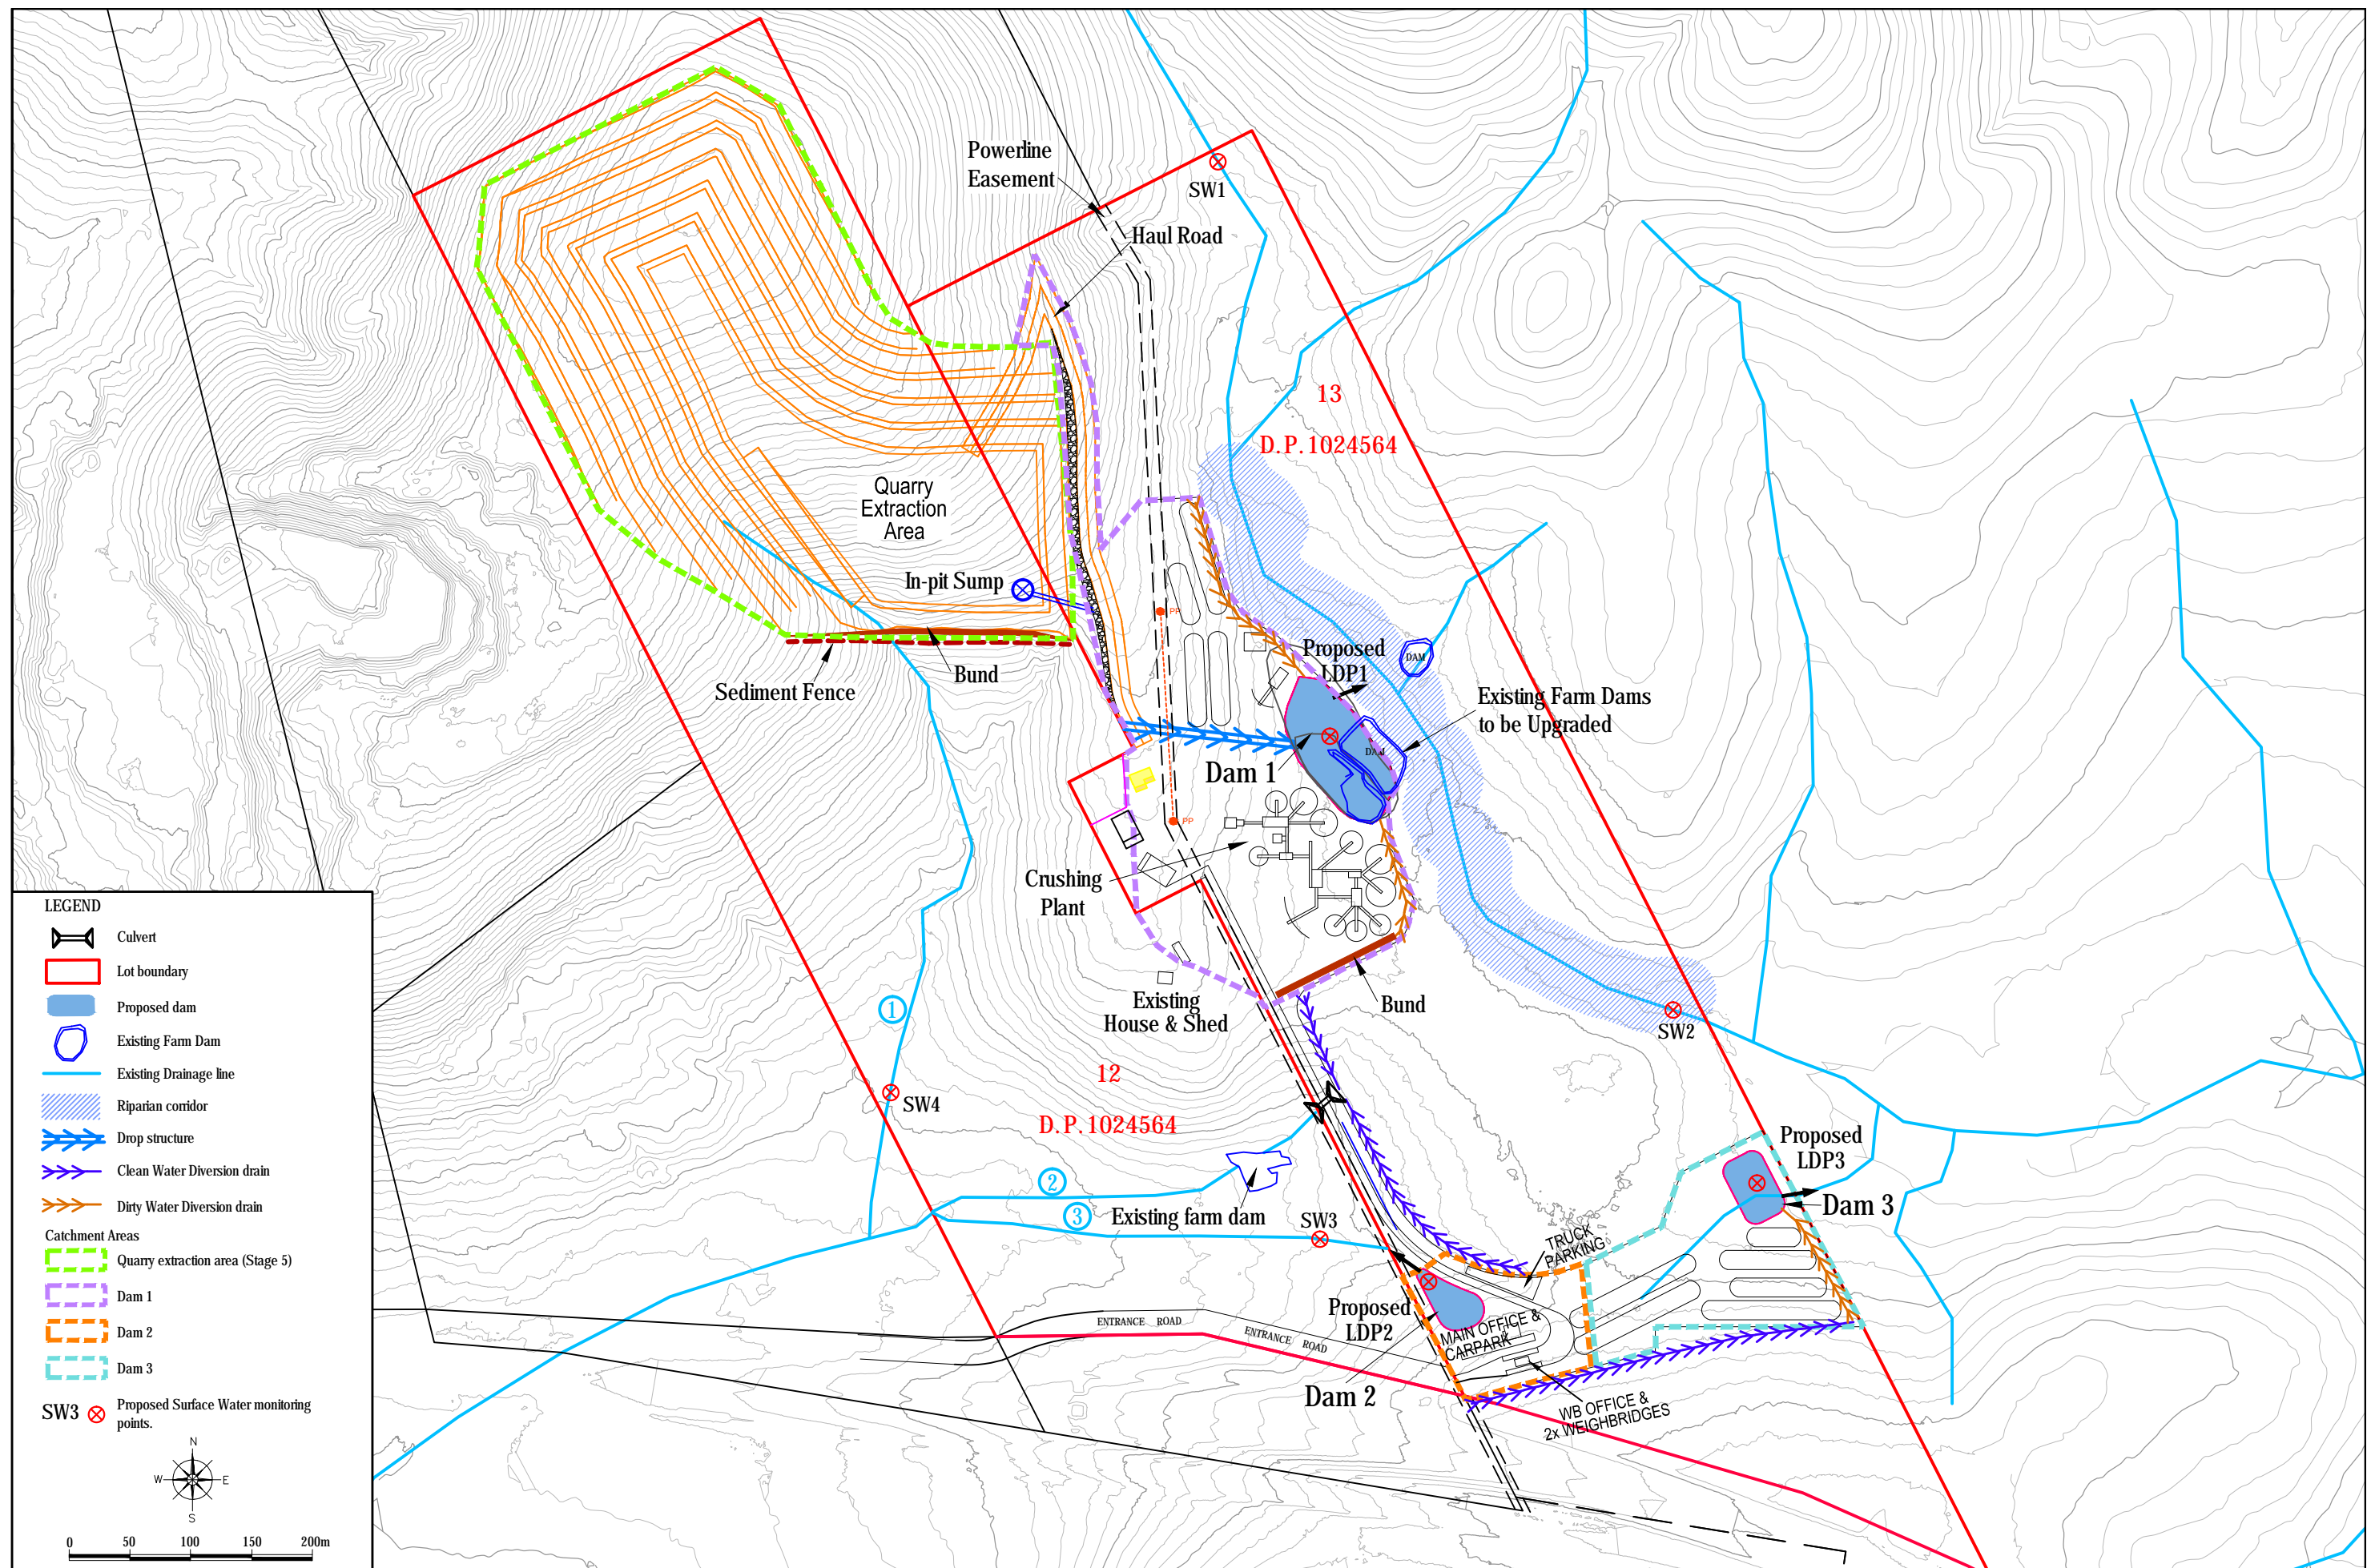 Powerline
Easement
SW1
Haul Road
13
D.P.1024564
Quarry
Extraction
Area
In-pit Sump
PP
Proposed
LDP1
DAM
Bund
Sediment Fence
Existing Farm Dams
to be Upgraded
DAM
Dam 1
PP
Crushing
Plant
Existing
House & Shed
Bund
1
SW2
12
D.P.1024564
SW4
Proposed
LDP3
2
3
Existing farm dam
SW3
Dam 3
TRUCK
PARKING
Proposed
LDP2
MAIN OFFICE &
CARPARK
ENTRANCE ROAD
ENTRANCE ROAD
Dam 2
WB OFFICE &
2x WEIGHBRIDGES
LEGEND
Culvert
Lot boundary
Proposed dam
Existing Farm Dam
Existing Drainage line
Riparian corridor
Drop structure
Clean Water Diversion drain
Dirty Water Diversion drain
Catchment Areas
Quarry extraction area (Stage 5)
Dam 1
Dam 2
Dam 3
SW3 Proposed Surface Water monitoring
points.
N
W E
S
0 50 100 150 200m